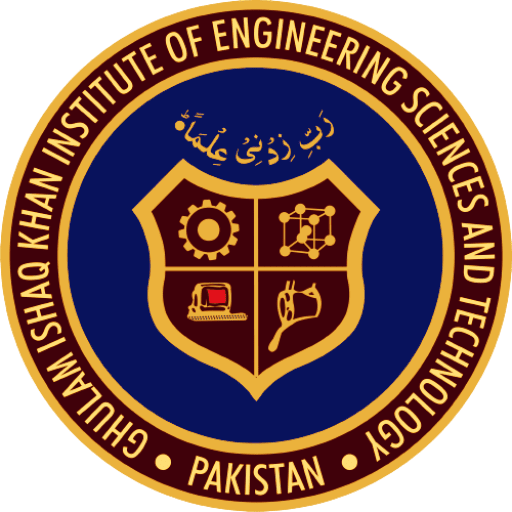 GHULAM ISHAQ KHAN INSTITUTE OF ENGINEERING SCIENCES AND TECHNOLOGY
رَبِّ زِدْنِیْ عِلْمًا
• PAKISTAN •